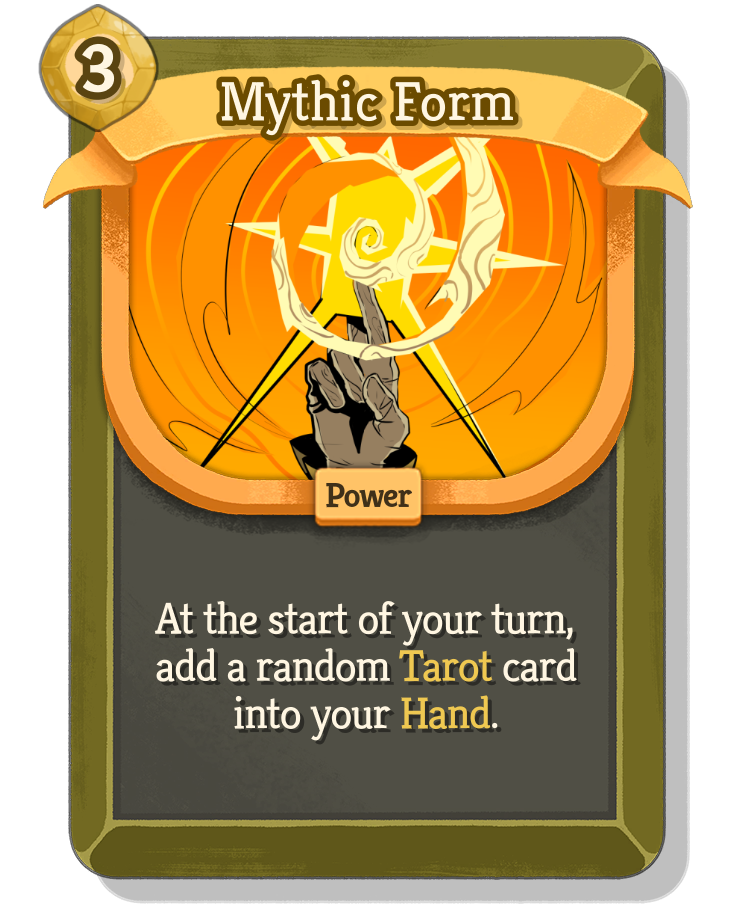 3
Mythic Form
Power
At the start of your turn,
add a random Tarot card
into your Hand.